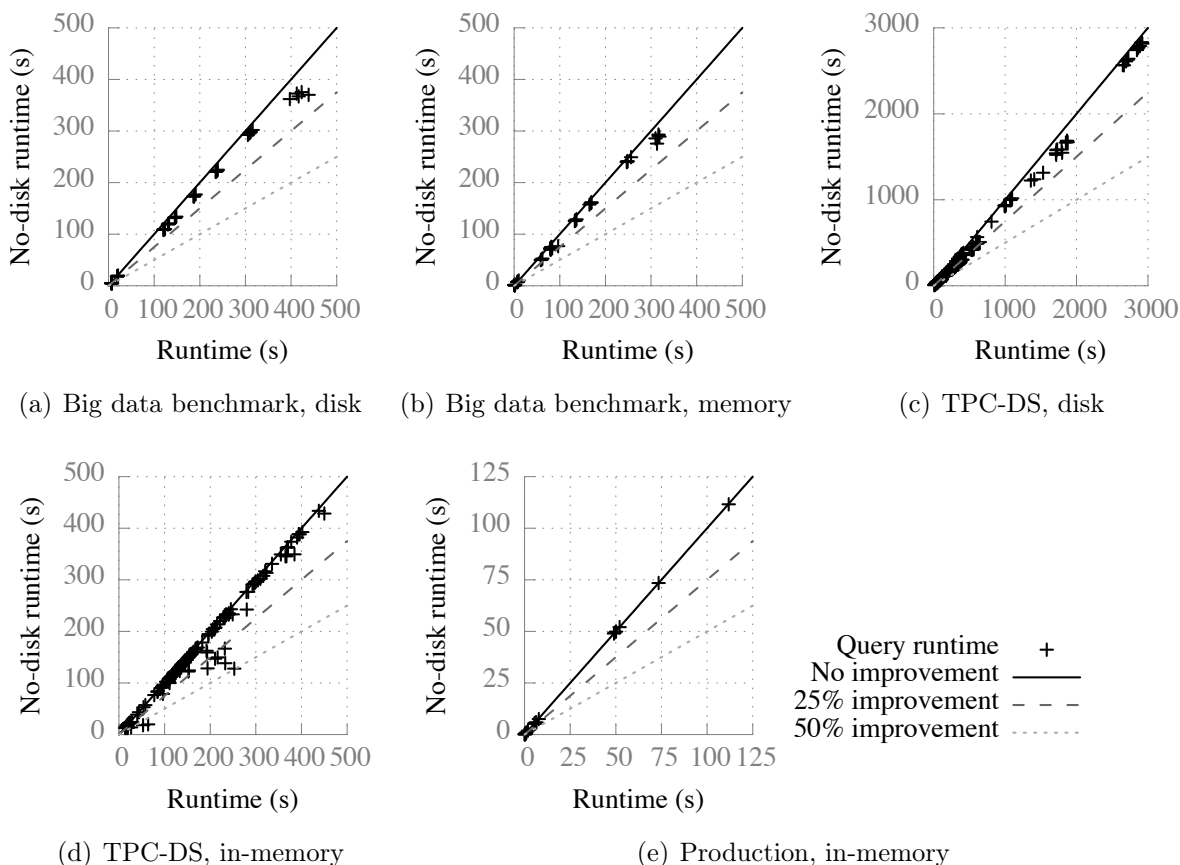 500
400
300
200
100
0
No-disk runtime (s)
0 100 200 300 400 500
Runtime (s)
(a) Big data benchmark, disk
500
400
300
200
100
0
No-disk runtime (s)
0 100 200 300 400 500
Runtime (s)
(b) Big data benchmark, memory
3000
2000
1000
0
No-disk runtime (s)
0 1000 2000 3000
Runtime (s)
(c) TPC-DS, disk
500
400
300
200
100
0
No-disk runtime (s)
0 100 200 300 400 500
Runtime (s)
(d) TPC-DS, in-memory
125
100
75
50
25
0
No-disk runtime (s)
0 25 50 75 100 125
Runtime (s)
(e) Production, in-memory
Query runtime
No improvement
25% improvement
50% improvement